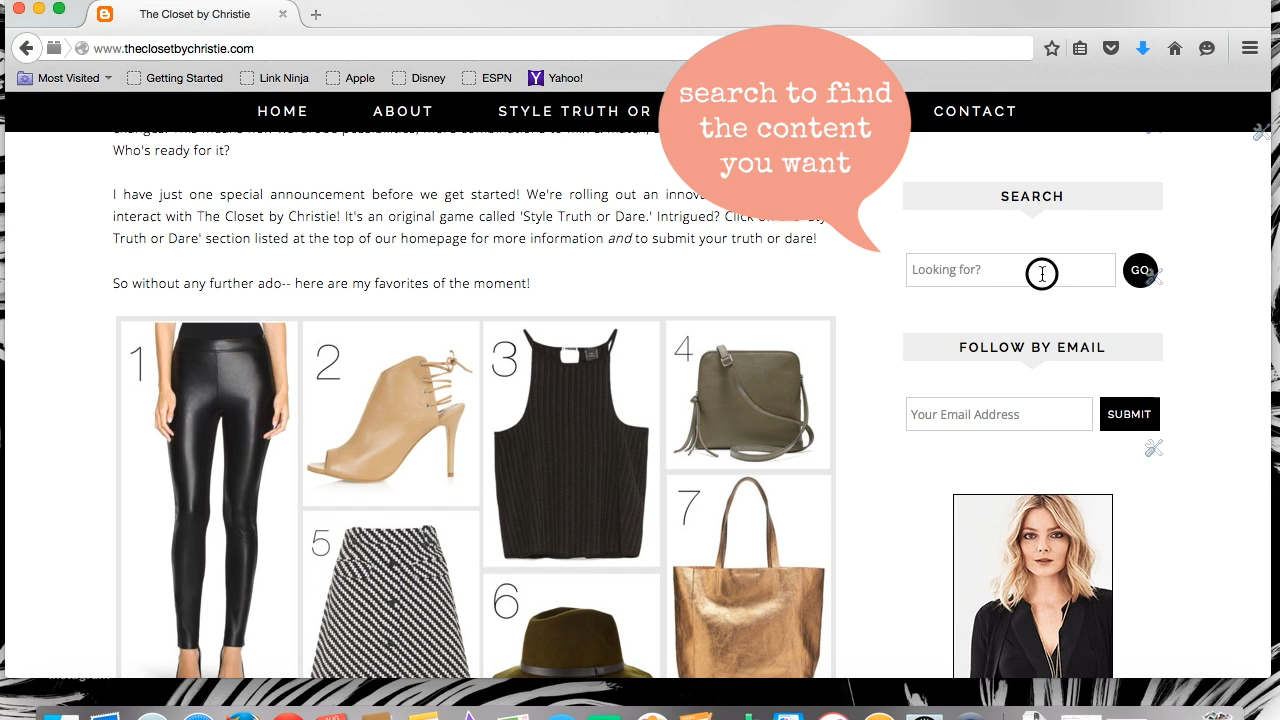 The Closet by Christie
www.theclosetbychristie.com
Most Visited
Getting Started
Link Ninja
Apple
Disney
ESPN
Yahoo!
HOME
ABOUT
STYLE TRUTH OR
CONTACT
search to find
the content
you want
Who's ready for it?
I have just one special announcement before we get started! We're rolling out an
interact with The Closet by Christie! It's an original game called 'Style Truth or Dare.' Intrigued? Click
Truth or Dare' section listed at the top of our homepage for more information and to submit your truth or dare!
So without any further ado-- here are my favorites of the moment!
1
2
3
4
5
6
7
SEARCH
Looking for?
GO
FOLLOW BY EMAIL
Your Email Address
SUBMIT